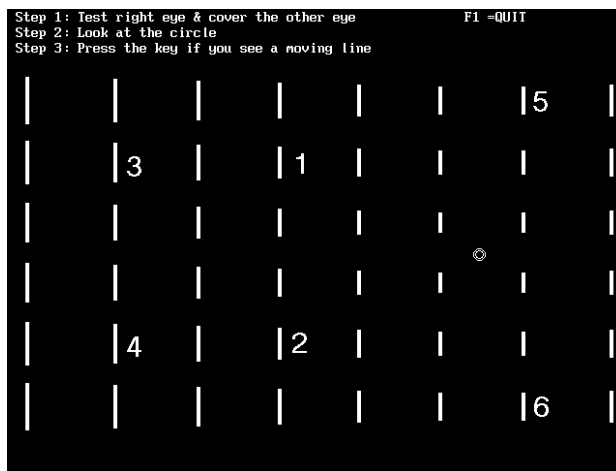 Step 1: Test right eye & cover the other eye F1 =QUIT
Step 2: Look at the circle
Step 3: Press the key if you see a moving line
5
3 1
4 2
6